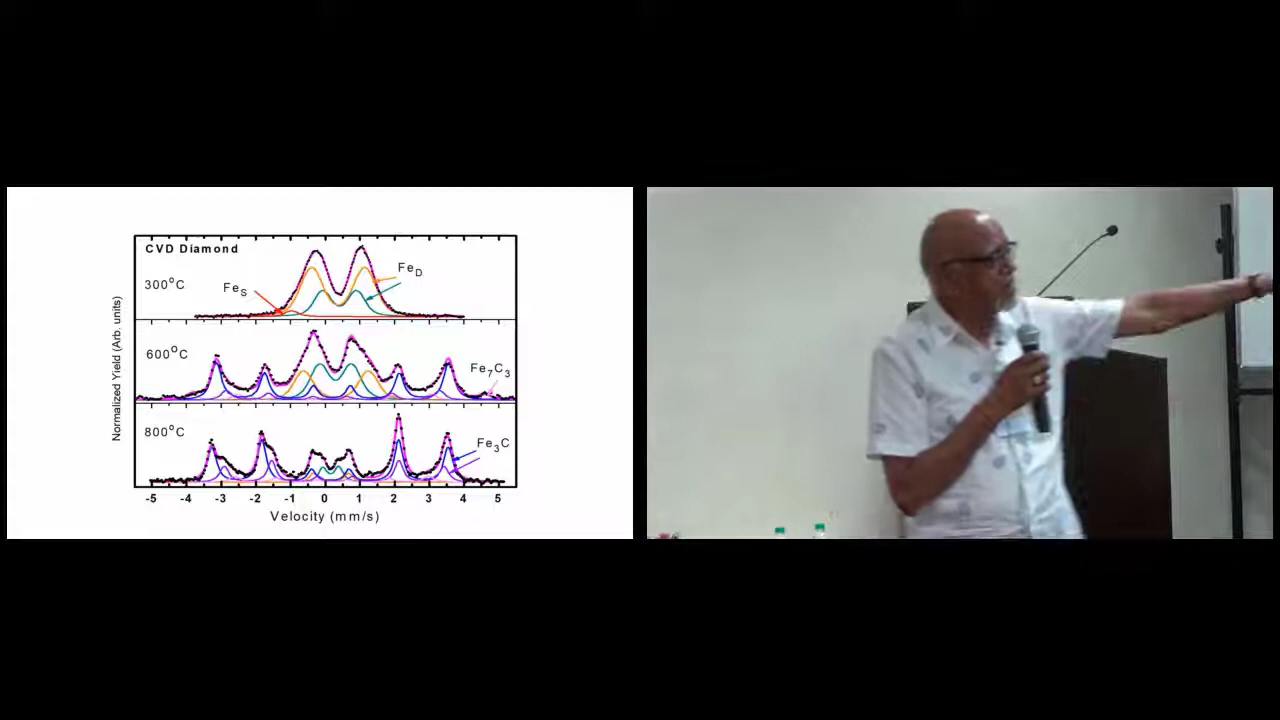 CVD Diamond
300°C
Fe_S
Fe_D
600°C
Fe_7C_3
800°C
Fe_3C
Normalized Yield (Arb. units)
-5 -4 -3 -2 -1 0 1 2 3 4 5
Velocity (mm/s)